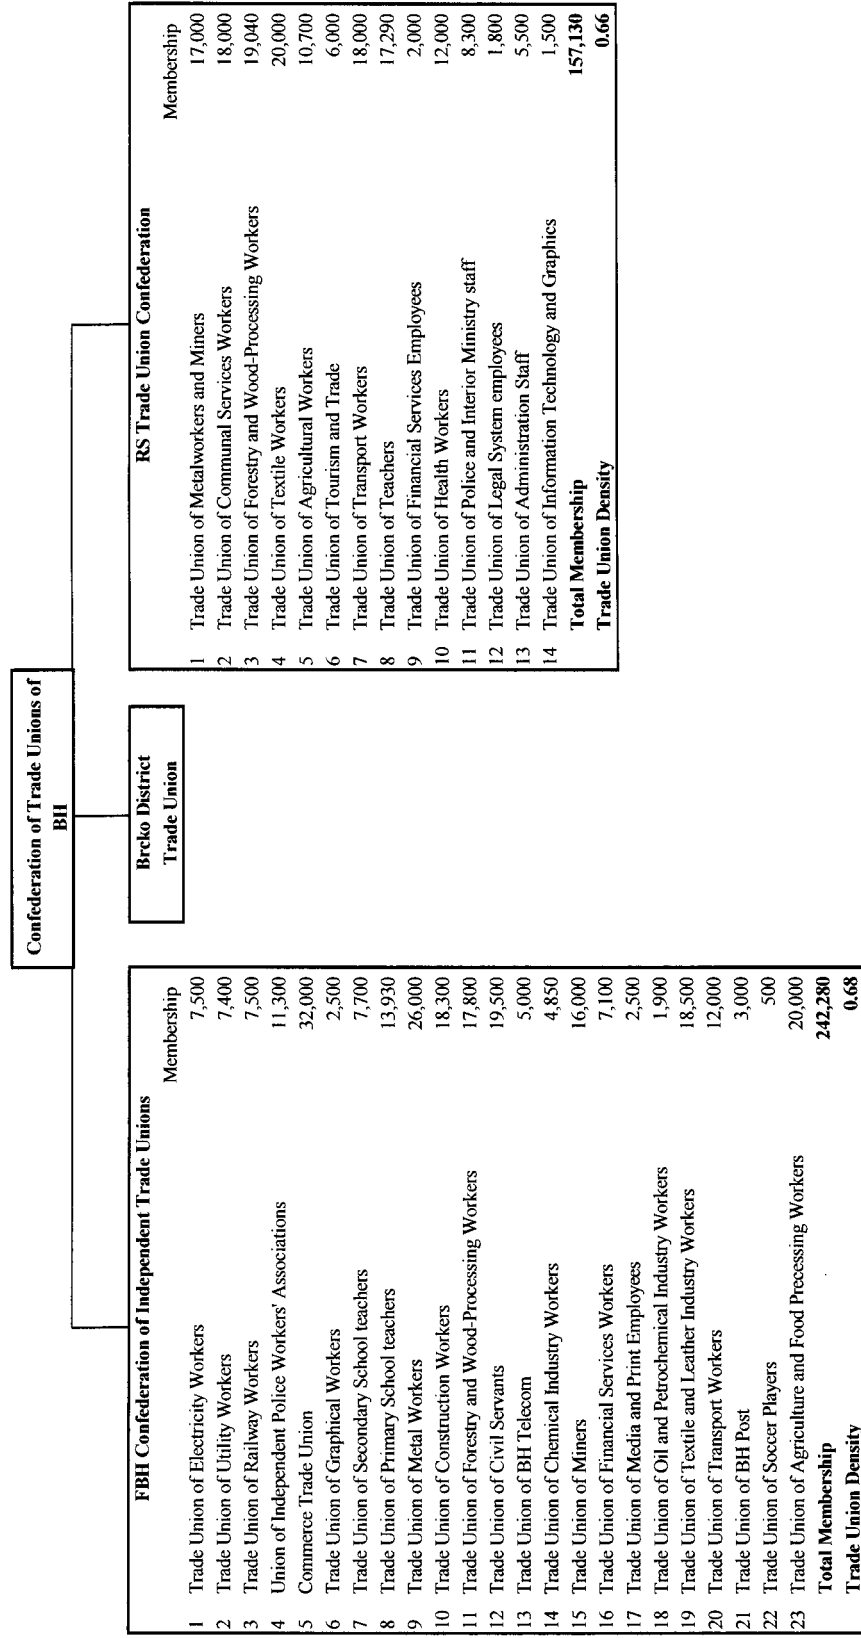 Confederation of Trade Unions of
BH
FBH Confederation of Independent Trade Unions
Membership
1 Trade Union of Electricity Workers 7,500
2 Trade Union of Utility Workers 7,400
3 Trade Union of Railway Workers 7,500
4 Union of Independent Police Workers' Associations 11,300
5 Commerce Trade Union 32,000
6 Trade Union of Graphical Workers 2,500
7 Trade Union of Secondary School teachers 7,700
8 Trade Union of Primary School teachers 13,930
9 Trade Union of Metal Workers 26,000
10 Trade Union of Construction Workers 18,300
11 Trade Union of Forestry and Wood-Processing Workers 17,800
12 Trade Union of Civil Servants 19,500
13 Trade Union of BH Telecom 5,000
14 Trade Union of Chemical Industry Workers 4,850
15 Trade Union of Miners 16,000
16 Trade Union of Financial Services Workers 7,100
17 Trade Union of Media and Print Employees 2,500
18 Trade Union of Oil and Petrochemical Industry Workers 1,900
19 Trade Union of Textile and Leather Industry Workers 18,500
20 Trade Union of Transport Workers 12,000
21 Trade Union of BH Post 3,000
22 Trade Union of Soccer Players 500
23 Trade Union of Agriculture and Food Precessing Workers 20,000
Total Membership 242,280
Trade Union Density 0.68
Brcko District
Trade Union
RS Trade Union Confederation
Membership
1 Trade Union of Metalworkers and Miners 17,000
2 Trade Union of Communal Services Workers 18,000
3 Trade Union of Forestry and Wood-Processing Workers 19,040
4 Trade Union of Textile Workers 20,000
5 Trade Union of Agricultural Workers 10,700
6 Trade Union of Tourism and Trade 6,000
7 Trade Union of Transport Workers 18,000
8 Trade Union of Teachers 17,290
9 Trade Union of Financial Services Employees 2,000
10 Trade Union of Health Workers 12,000
11 Trade Union of Police and Interior Ministry staff 8,300
12 Trade Union of Legal System employees 1,800
13 Trade Union of Administration Staff 5,500
14 Trade Union of Information Technology and Graphics 1,500
Total Membership 157,130
Trade Union Density 0.66